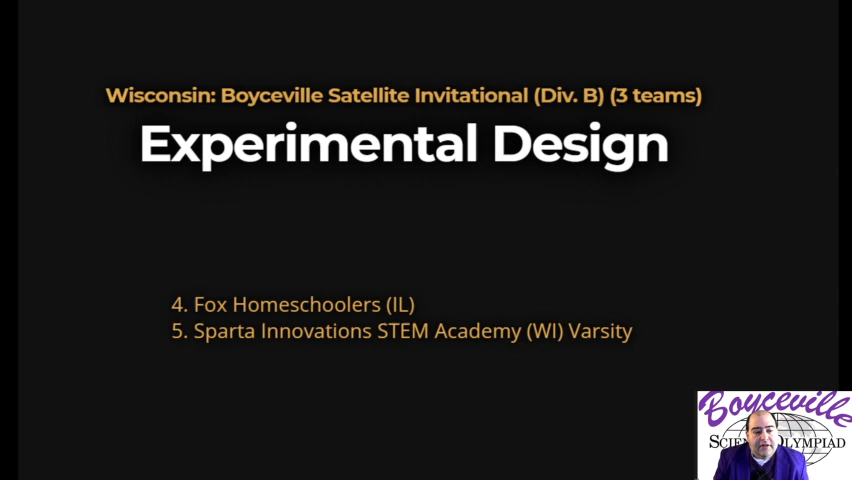 Wisconsin: Boyceville Satellite Invitational (Div. B) (3 teams)
Experimental Design
4. Fox Homeschoolers (IL)
5. Sparta Innovations STEM Academy (WI) Varsity
Boyceville